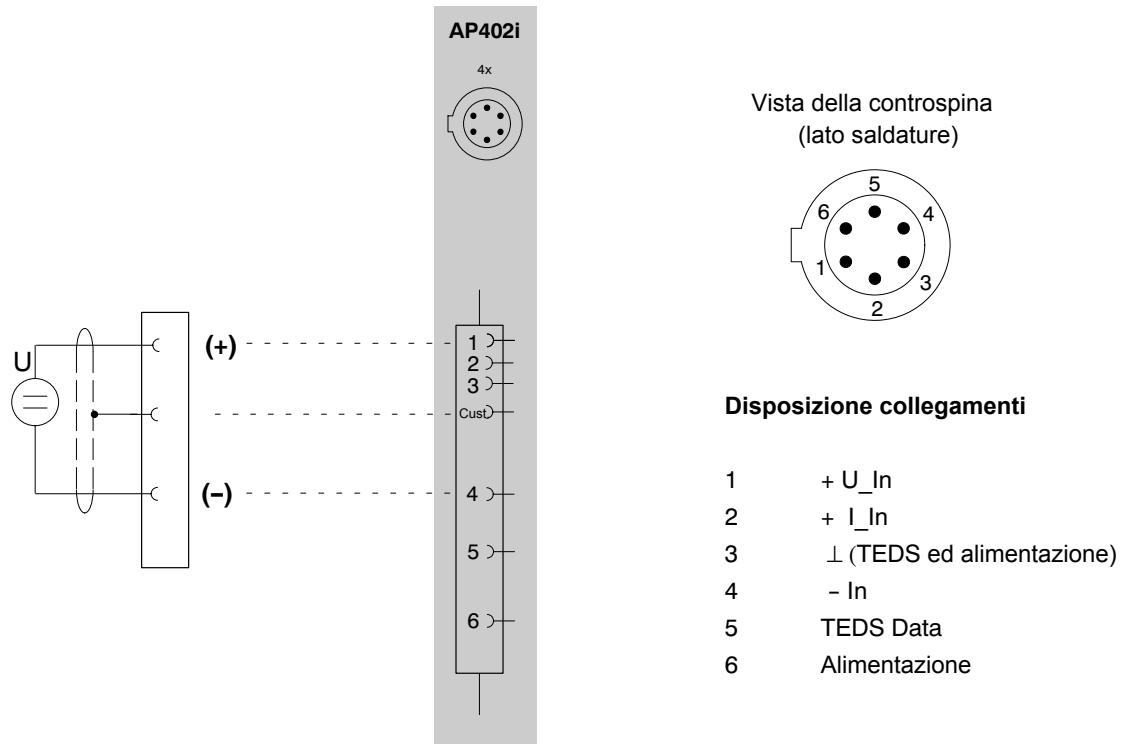 AP402i
4x
U
(+)
(−)
1
2
3
Cust
4
5
6
Vista della controspina
(lato saldature)
5
6
4
1
3
2
Disposizione collegamenti
1 + U_In
2 + I_In
3 ⊥ (TEDS ed alimentazione)
4 − In
5 TEDS Data
6 Alimentazione